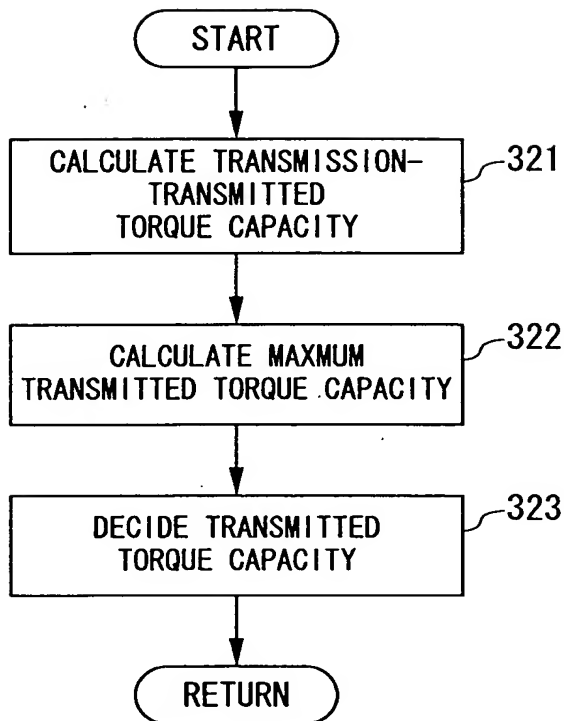 START
CALCULATE TRANSMISSION-
TRANSMITTED
TORQUE CAPACITY
321
CALCULATE MAXMUM
TRANSMITTED TORQUE CAPACITY
322
DECIDE TRANSMITTED
TORQUE CAPACITY
323
RETURN